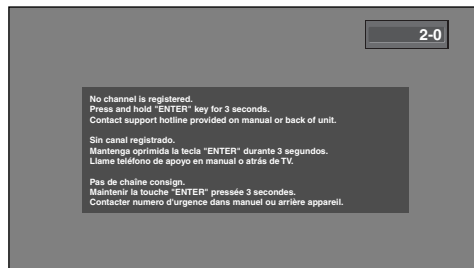 2-0
No channel is registered.
Press and hold "ENTER" key for 3 seconds.
Contact support hotline provided on manual or back of unit.
Sin canal registrado.
Mantenga oprimida la tecla "ENTER" durante 3 segundos.
Llame teléfono de apoyo en manual o atrás de TV.
Pas de chaîne consign.
Maintenir la touche "ENTER" pressée 3 secondes.
Contacter numero d'urgence dans manuel ou arrière appareil.